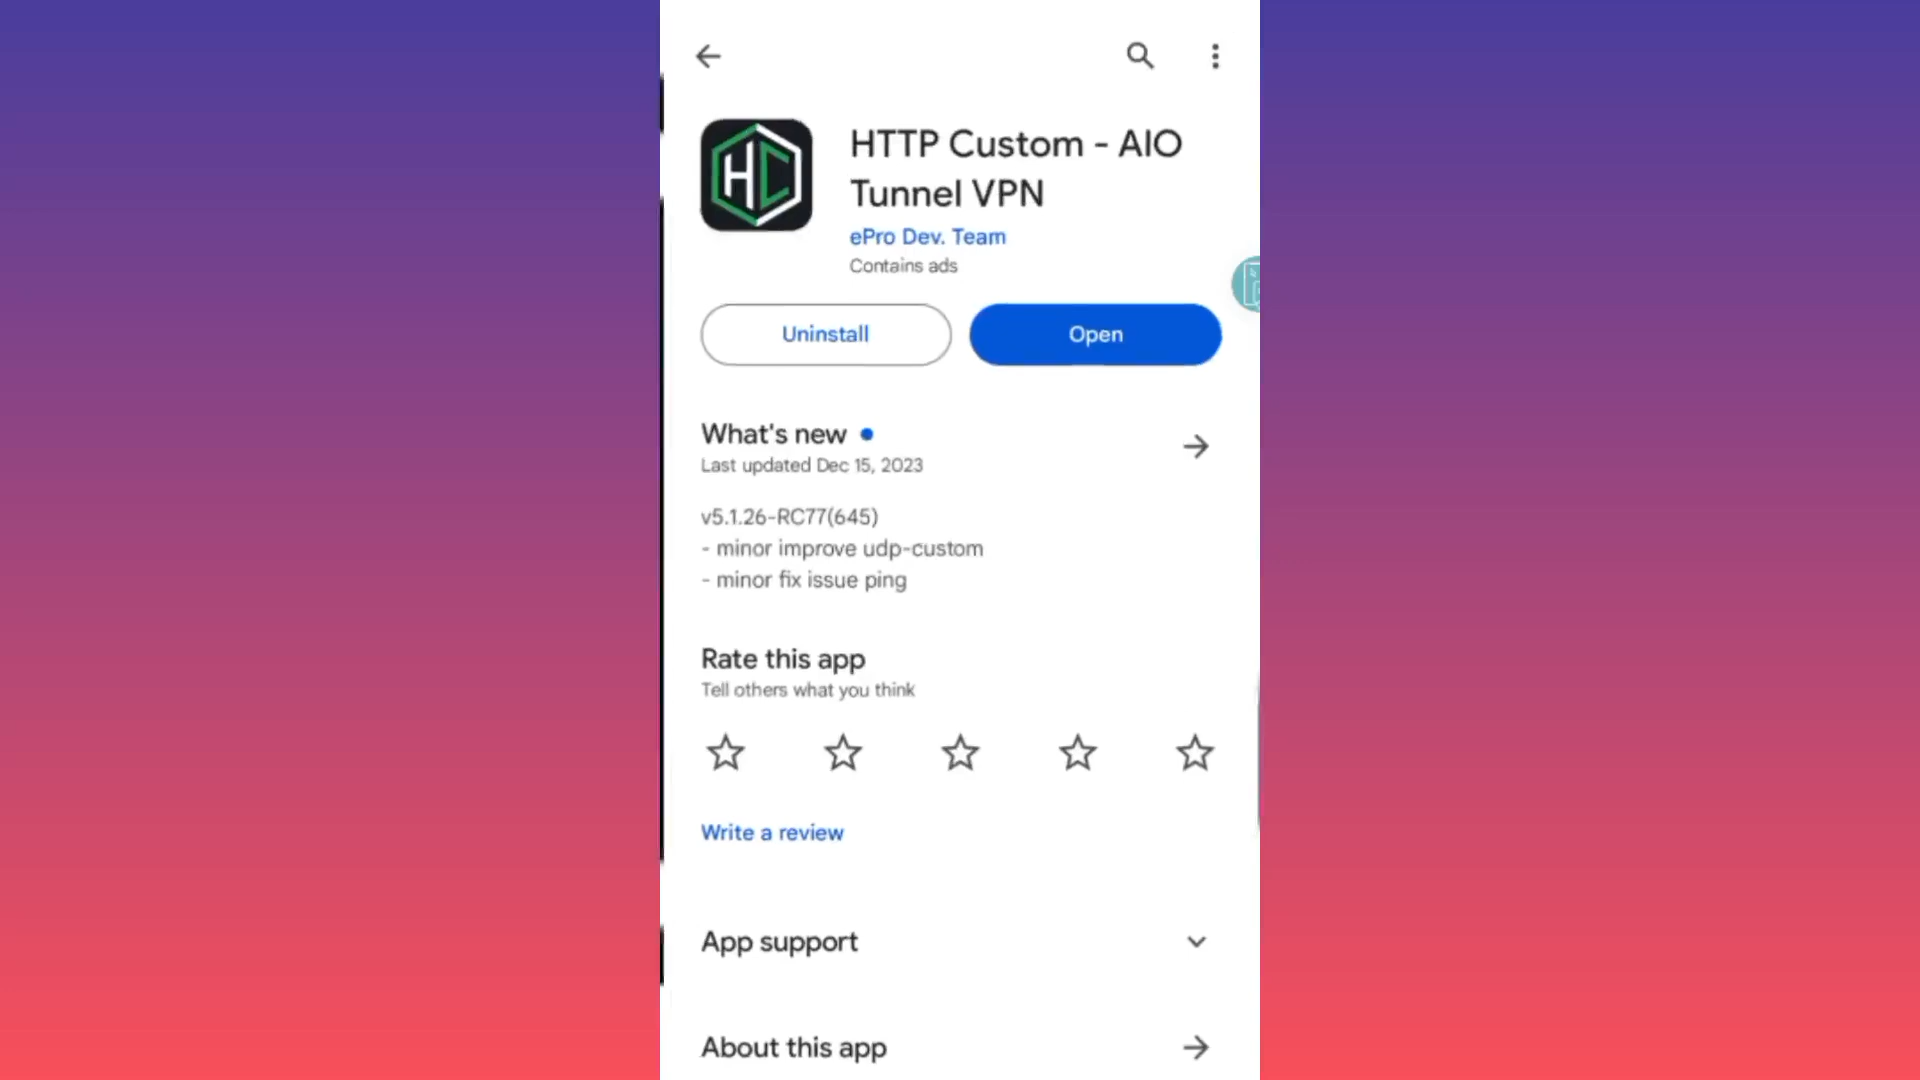 HC
HTTP Custom - AIO
Tunnel VPN
ePro Dev. Team
Contains ads
Uninstall
Open
What's new
Last updated Dec 15, 2023
v5.1.26-RC77(645)
- minor improve udp-custom
- minor fix issue ping
Rate this app
Tell others what you think
Write a review
App support
About this app